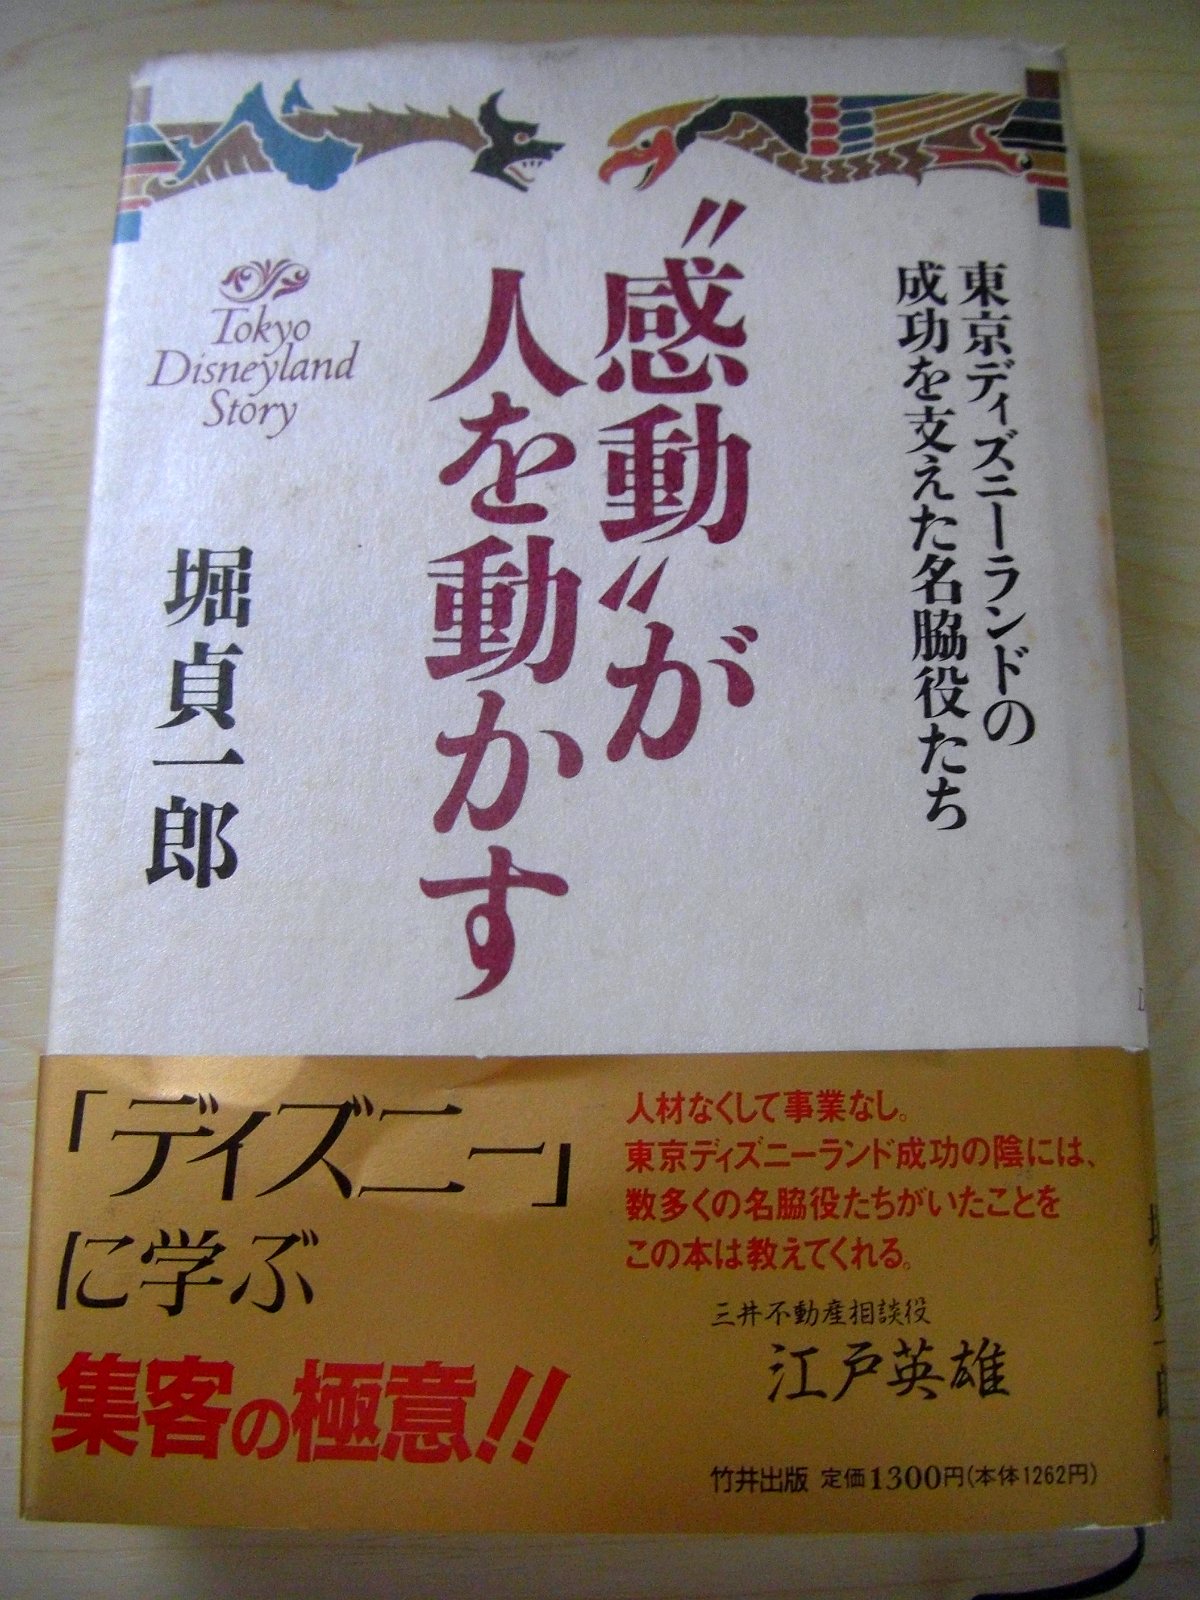 東京ディズニーランドの
成功を支えた名脇役たち
〝感動〟が
人を動かす
Tokyo
Disneyland
Story
堀貞一郎
「ディズニー」
に学ぶ
集客の極意!!
人材なくして事業なし。
東京ディズニーランド成功の陰には、
数多くの名脇役たちがいたことを
この本は教えてくれる。
三井不動産相談役
江戸英雄
竹井出版 定価1300円(本体1262円)